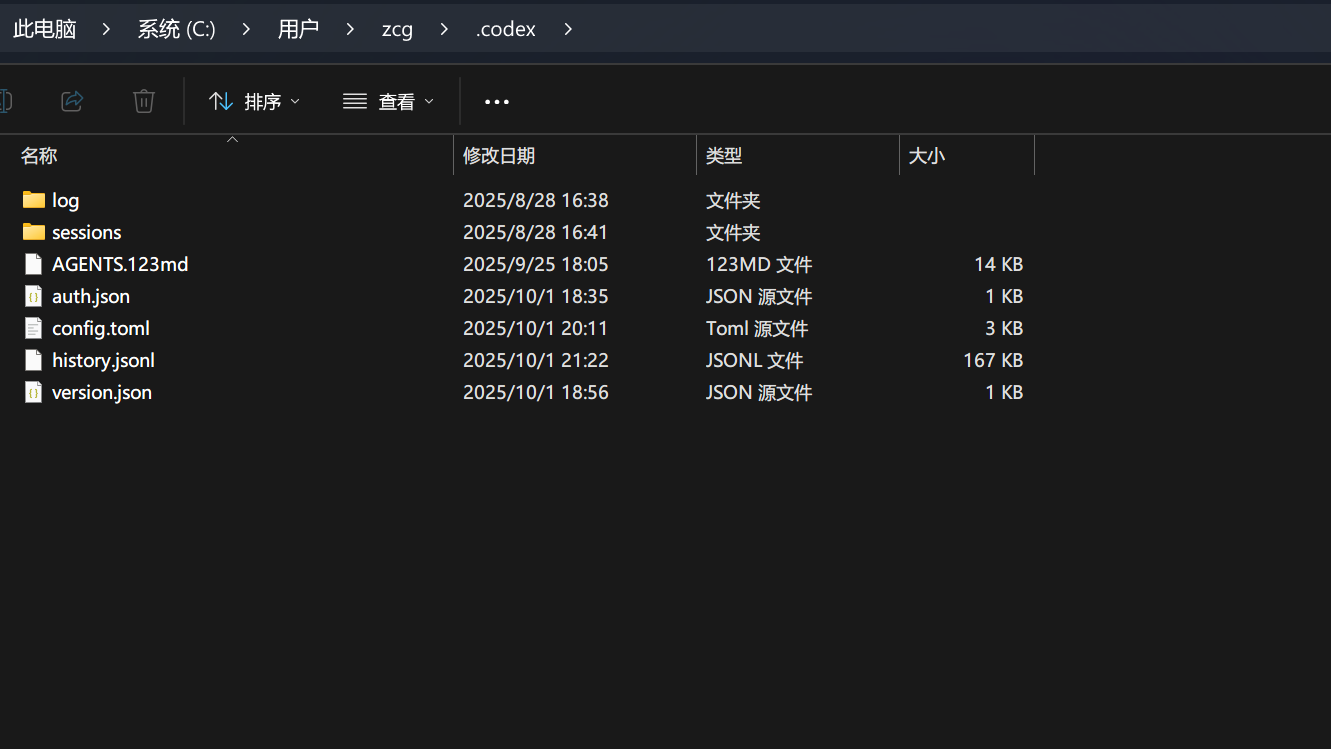 此电脑 > 系统 (C:) > 用户 > zcg > .codex >
排序 查看 •••
名称 修改日期 类型 大小
log 2025/8/28 16:38 文件夹
sessions 2025/8/28 16:41 文件夹
AGENTS.123md 2025/9/25 18:05 123MD 文件 14 KB
auth.json 2025/10/1 18:35 JSON 源文件 1 KB
config.toml 2025/10/1 20:11 Toml 源文件 3 KB
history.jsonl 2025/10/1 21:22 JSONL 文件 167 KB
version.json 2025/10/1 18:56 JSON 源文件 1 KB